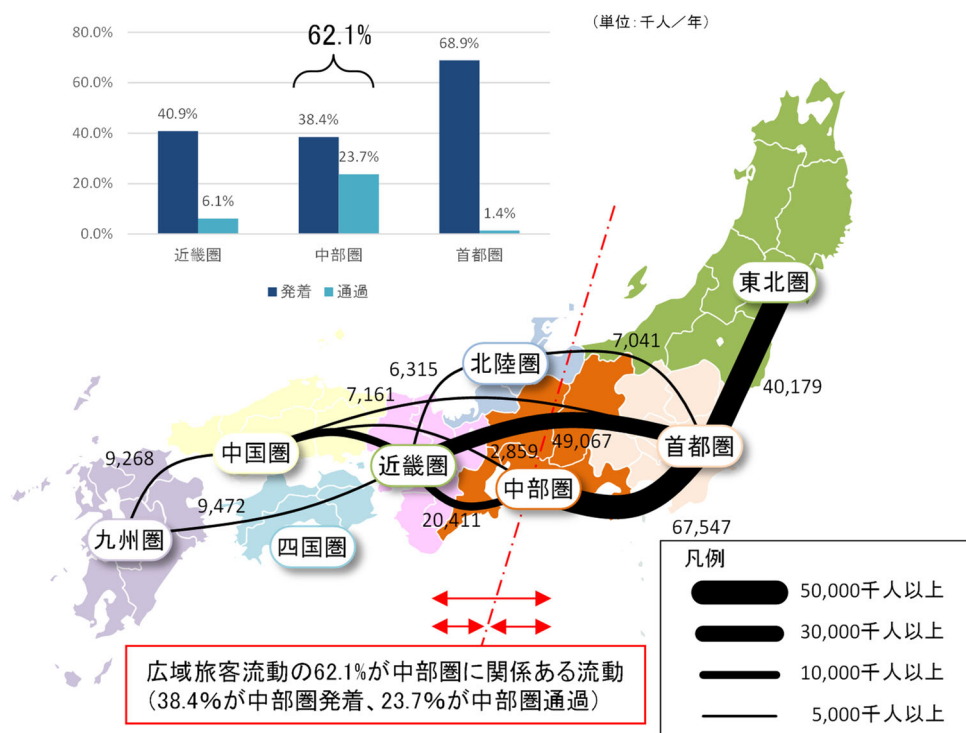 （単位：千人／年）
80.0%
60.0%
40.0%
20.0%
0.0%
62.1%
40.9%
6.1%
38.4%
23.7%
68.9%
1.4%
近畿圏
中部圏
首都圏
■発着 ■通過
東北圏
北陸圏
7,041
6,315
40,179
7,161
49,067
首都圏
中国圏
近畿圏
2,859
中部圏
9,268
9,472
20,411
67,547
九州圏
四国圏
凡例
50,000千人以上
30,000千人以上
10,000千人以上
5,000千人以上
広域旅客流動の62.1%が中部圏に関係ある流動
（38.4%が中部圏発着、23.7%が中部圏通過）